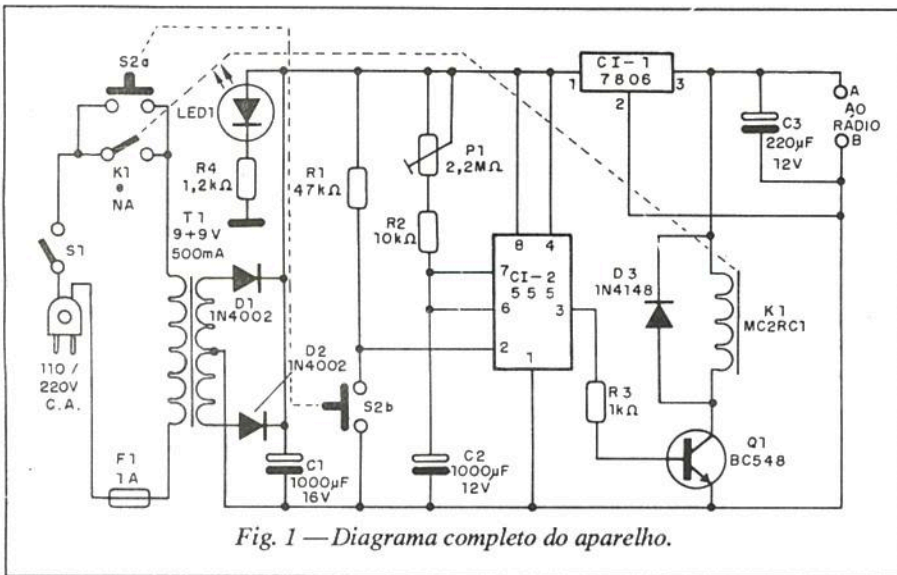 S2a
LED1
K1
e
NA
S1
110 /
220V
C.A.
F1
1A
R4
1,2kΩ
T1
9+9V
500mA
D1
1N4002
D2
1N4002
C1
1000µF
16V
R1
47kΩ
S2b
P1
2,2MΩ
R2
10kΩ
C2
1000µF
12V
8
4
7
6
2
3
1
CI-2
555
R3
1kΩ
CI-1
7806
1
2
3
D3
1N4148
K1
MC2RC1
Q1
BC548
C3
220µF
12V
A
AO
RÁDIO
B
Fig. 1 — Diagrama completo do aparelho.